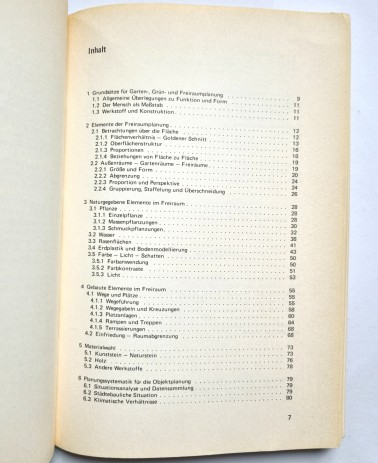 Inhalt
1 Grundsätze für Garten-, Grün- und Freiraumplanung . . . 9
1.1 Allgemeine Überlegungen zu Funktion und Form . . . 11
1.2 Der Mensch als Maßstab . . . 11
1.3 Werkstoff und Konstruktion . . . 11
2 Elemente der Freiraumplanung . . . 12
2.1 Betrachtungen über die Fläche . . . 12
2.1.1 Flächenverhältnis – Goldener Schnitt . . . 12
2.1.2 Oberflächenstruktur . . . 14
2.1.3 Proportionen . . . 16
2.1.4 Beziehungen von Fläche zu Fläche . . . 18
2.2 Außenräume – Gartenräume – Freiräume . . . 19
2.2.1 Größe und Form . . . 20
2.2.2 Abgrenzung . . . 20
2.2.3 Proportion und Perspektive . . . 24
2.2.4 Gruppierung, Staffelung und Überschneidung . . . 26
3 Naturgegebene Elemente im Freiraum . . . 28
3.1 Pflanze . . . 28
3.1.1 Einzelpflanze . . . 28
3.1.2 Massenpflanzungen . . . 30
3.1.3 Schmuckpflanzungen . . . 32
3.2 Wasser . . . 38
3.3 Rasenflächen . . . 41
3.4 Erdplastik und Bodenmodellierung . . . 43
3.5 Farbe – Licht – Schatten . . . 50
3.5.1 Farbenwendung . . . 50
3.5.2 Farbkontraste . . . 51
3.5.3 Licht . . . 53
4 Gebaute Elemente im Freiraum . . . 55
4.1 Wege und Plätze . . . 55
4.1.1 Wegeführung . . . 55
4.1.2 Wegegabeln und Kreuzungen . . . 58
4.1.3 Platzanlagen . . . 60
4.1.4 Rampen und Treppen . . . 64
4.1.5 Terrassierungen . . . 68
4.2 Einfriedung – Raumabgrenzung . . . 68
5 Materialwahl . . . 73
5.1 Kunststein – Naturstein . . . 73
5.2 Holz . . . 76
5.3 Andere Werkstoffe . . . 78
6 Planungssystematik für die Objektplanung . . . 79
6.1 Situationsanalyse und Datensammlung . . . 79
6.2 Städtebauliche Situation . . . 79
6.3 Klimatische Verhältnisse . . . 80
7